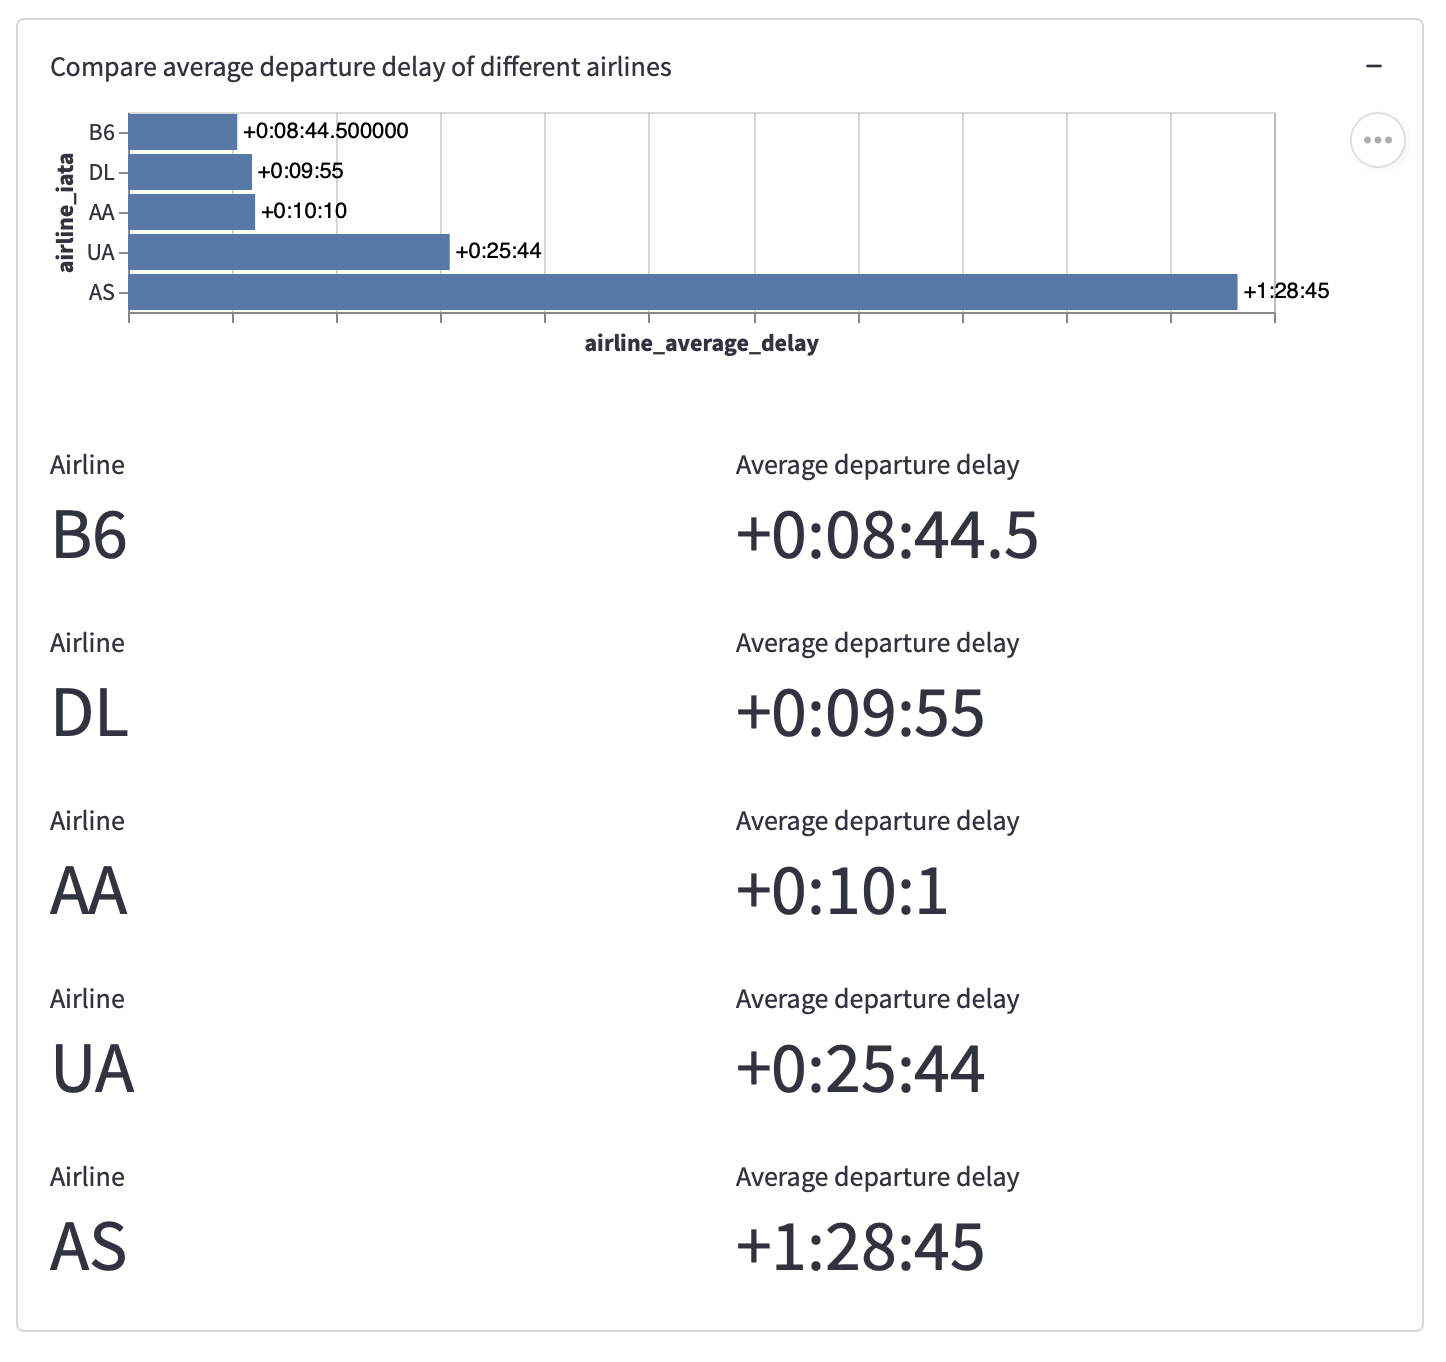 Compare average departure delay of different airlines
airline_iata
B6 +0:08:44.500000
DL +0:09:55
AA +0:10:10
UA +0:25:44
AS +1:28:45
airline_average_delay
Airline Average departure delay
B6 +0:08:44.5
Airline Average departure delay
DL +0:09:55
Airline Average departure delay
AA +0:10:1
Airline Average departure delay
UA +0:25:44
Airline Average departure delay
AS +1:28:45